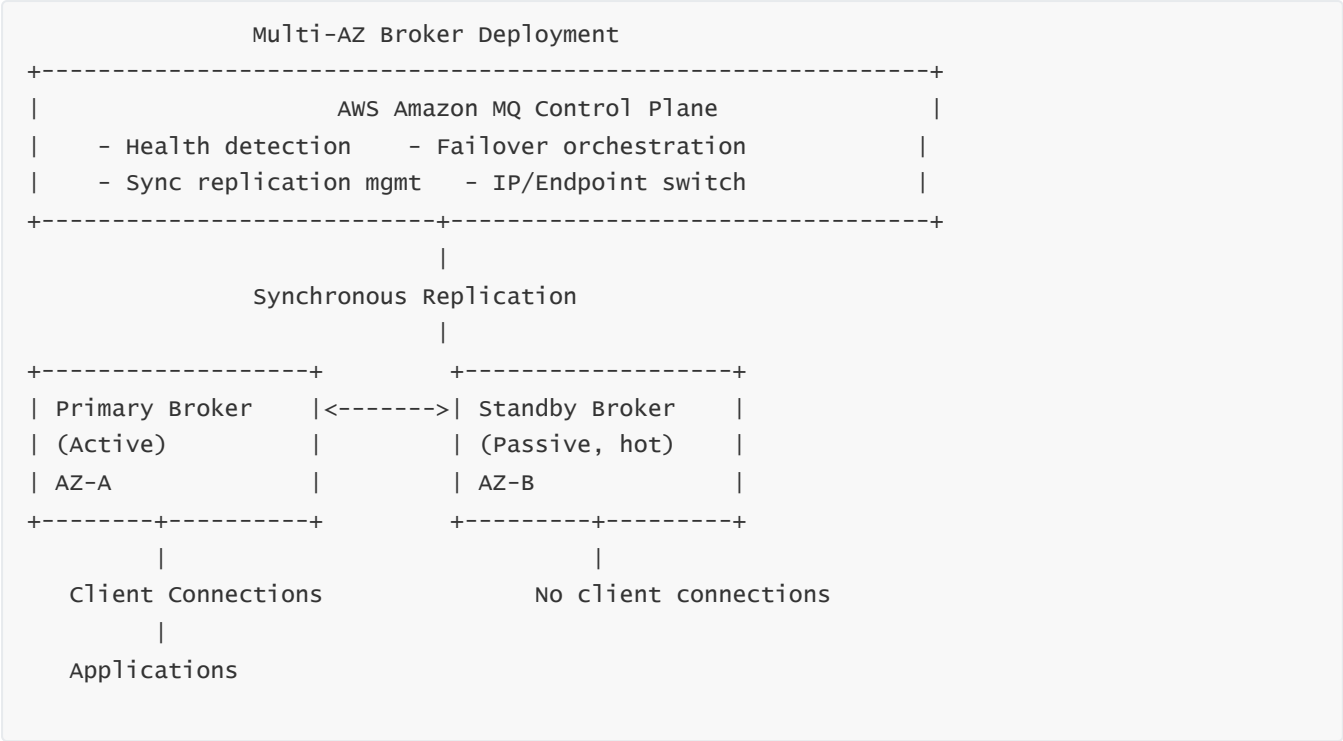 Multi-AZ Broker Deployment
+---------------------------------------------------------------+
|                     AWS Amazon MQ Control Plane               |
|    - Health detection    - Failover orchestration            |
|    - Sync replication mgmt   - IP/Endpoint switch            |
+----------------------------+----------------------------------+
|
Synchronous Replication
|
+-------------------+         +-------------------+
| Primary Broker    |<------->| Standby Broker    |
| (Active)          |         | (Passive, hot)    |
| AZ-A              |         | AZ-B              |
+--------+----------+         +---------+---------+
|                              |
Client Connections               No client connections
|
Applications